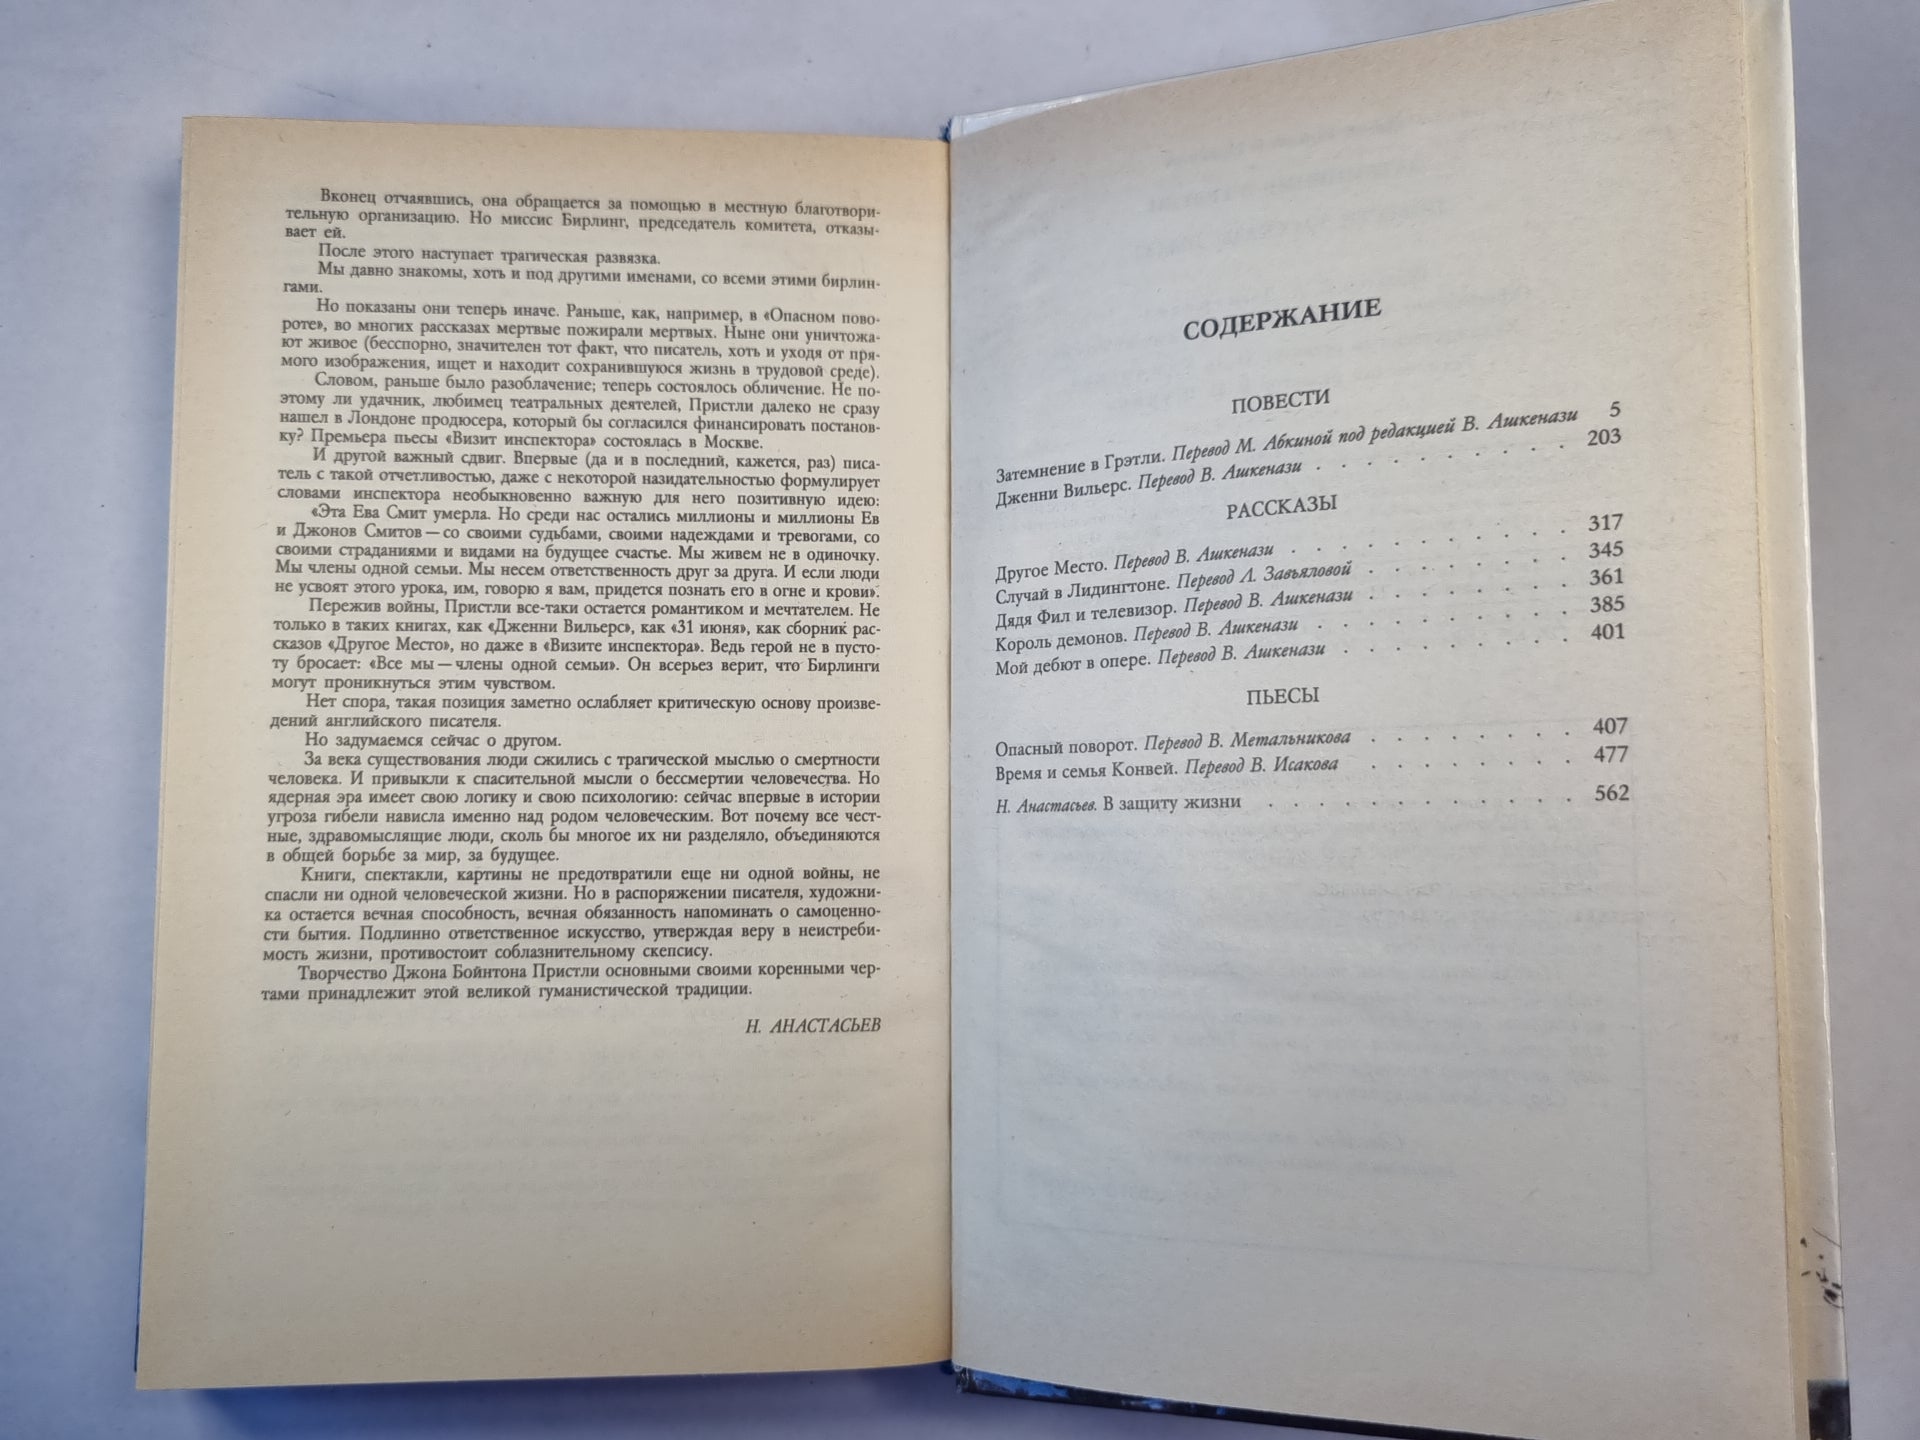 Вконец отчаявшись, она обращается за помощью в местную благотвори-
тельную организацию. Но миссис Бирлинг, председатель комитета, отказы-
вает ей.
После этого наступает трагическая развязка.
Мы давно знакомы, хоть и под другими именами, со всеми этими бирлин-
гами.
Но показаны они теперь иначе. Раньше, как, например, в «Опасном пово-
роте», во многих рассказах мертвые пожирали мертвых. Ныне они уничтожа-
ют живое (бесспорно, значителен тот факт, что писатель, хоть и уходя от пря-
мого изображения, ищет и находит сохранившуюся жизнь в трудовой среде).
Словом, раньше было разоблачение; теперь состоялось обличение. Не по-
этому ли удачник, любимец театральных деятелей, Пристли далеко не сразу
нашел в Лондоне продюсера, который бы согласился финансировать постанов-
ку? Премьера пьесы «Визит инспектора» состоялась в Москве.
И другой важный сдвиг. Впервые (да и в последний, кажется, раз) писа-
тель с такой отчетливостью, даже с некоторой назидательностью формулирует
словами инспектора необыкновенно важную для него позитивную идею:
«Эта Ева Смит умерла. Но среди нас остались миллионы и миллионы Ев
и Джонов Смитов — со своими судьбами, своими надеждами и тревогами, со
своими страданиями и видами на будущее счастье. Мы живем не в одиночку.
Мы члены одной семьи. Мы несем ответственность друг за друга. И если люди
не усвоят этого урока, им, говорю я вам, придется познать его в огне и крови».
Пережив войны, Пристли все-таки остается романтиком и мечтателем. Не
только в таких книгах, как «Дженни Вильерс», как «31 июня», как сборник рас-
сказов «Другое Место», но даже в «Визите инспектора». Ведь герой не в пусто-
ту бросает: «Все мы — члены одной семьи». Он всерьез верит, что Бирлинги
могут проникнуться этим чувством.
Нет спора, такая позиция заметно ослабляет критическую основу произве-
дений английского писателя.
Но задумаемся сейчас о другом.
За века существования люди сжились с трагической мыслью о смертности
человека. И привыкли к спасительной мысли о бессмертии человечества. Но
ядерная эра имеет свою логику и свою психологию: сейчас впервые в истории
угроза гибели нависла именно над родом человеческим. Вот почему все чест-
ные, здравомыслящие люди, сколь бы многое их ни разделяло, объединяются
в общей борьбе за мир, за будущее.
Книги, спектакли, картины не предотвратили еще ни одной войны, не
спасли ни одной человеческой жизни. Но в распоряжении писателя, художни-
ка остается вечная способность, вечная обязанность напоминать о самоценно-
сти бытия. Подлинно ответственное искусство, утверждая веру в неистреби-
мость жизни, противостоит соблазнительному скепсису.
Творчество Джона Бойнтона Пристли основными своими коренными чер-
тами принадлежит этой великой гуманистической традиции.
Н. АНАСТАСЬЕВ
СОДЕРЖАНИЕ
ПОВЕСТИ
Затемнение в Грэтли. Перевод М. Абкиной под редакцией В. Ашкенази 5
Дженни Вильерс. Перевод В. Ашкенази . . . . . . . . . . 203
РАССКАЗЫ
Другое Место. Перевод В. Ашкенази . . . . . . . . . . . 317
Случай в Лидингтоне. Перевод Л. Завьяловой . . . . . . . . 345
Дядя Фил и телевизор. Перевод В. Ашкенази . . . . . . . . 361
Король демонов. Перевод В. Ашкенази . . . . . . . . . . 385
Мой дебют в опере. Перевод В. Ашкенази . . . . . . . . . 401
ПЬЕСЫ
Опасный поворот. Перевод В. Метальникова . . . . . . . . 407
Время и семья Конвей. Перевод В. Исакова . . . . . . . . 477
Н. Анастасьев. В защиту жизни . . . . . . . . . . . . 562